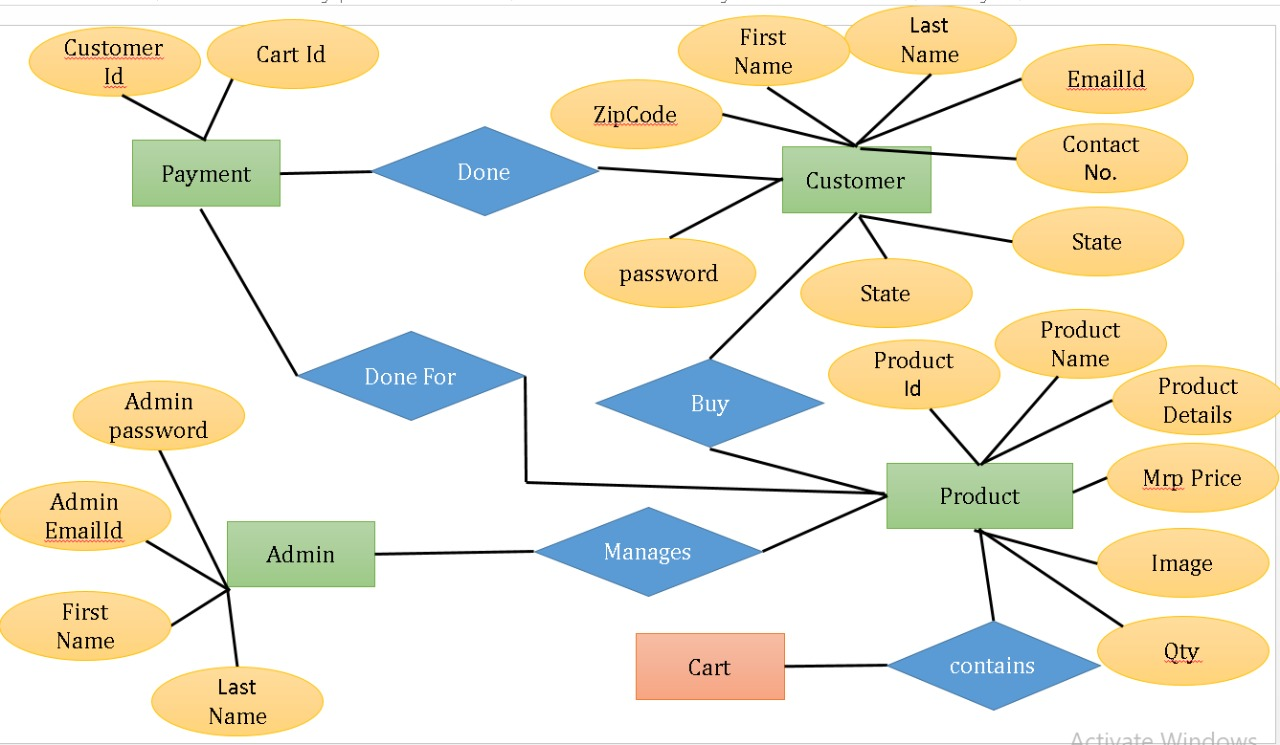 Customer
Id
Cart Id
First
Name
Last
Name
ZipCode
EmailId
Contact
No.
Payment
Done
Customer
State
password
State
Done For
Buy
Product
Id
Product
Name
Product
Details
Admin
password
Mrp Price
Product
Admin
EmailId
Admin
Manages
Image
First
Name
Cart
contains
Qty
Last
Name
Activate Windows